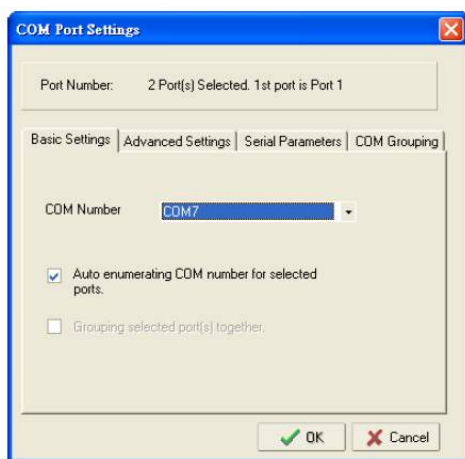 COM Port Settings
Port Number: 2 Port(s) Selected. 1st port is Port 1
Basic Settings Advanced Settings Serial Parameters COM Grouping
COM Number COM7
Auto enumerating COM number for selected
ports.
Grouping selected port(s) together.
OK Cancel